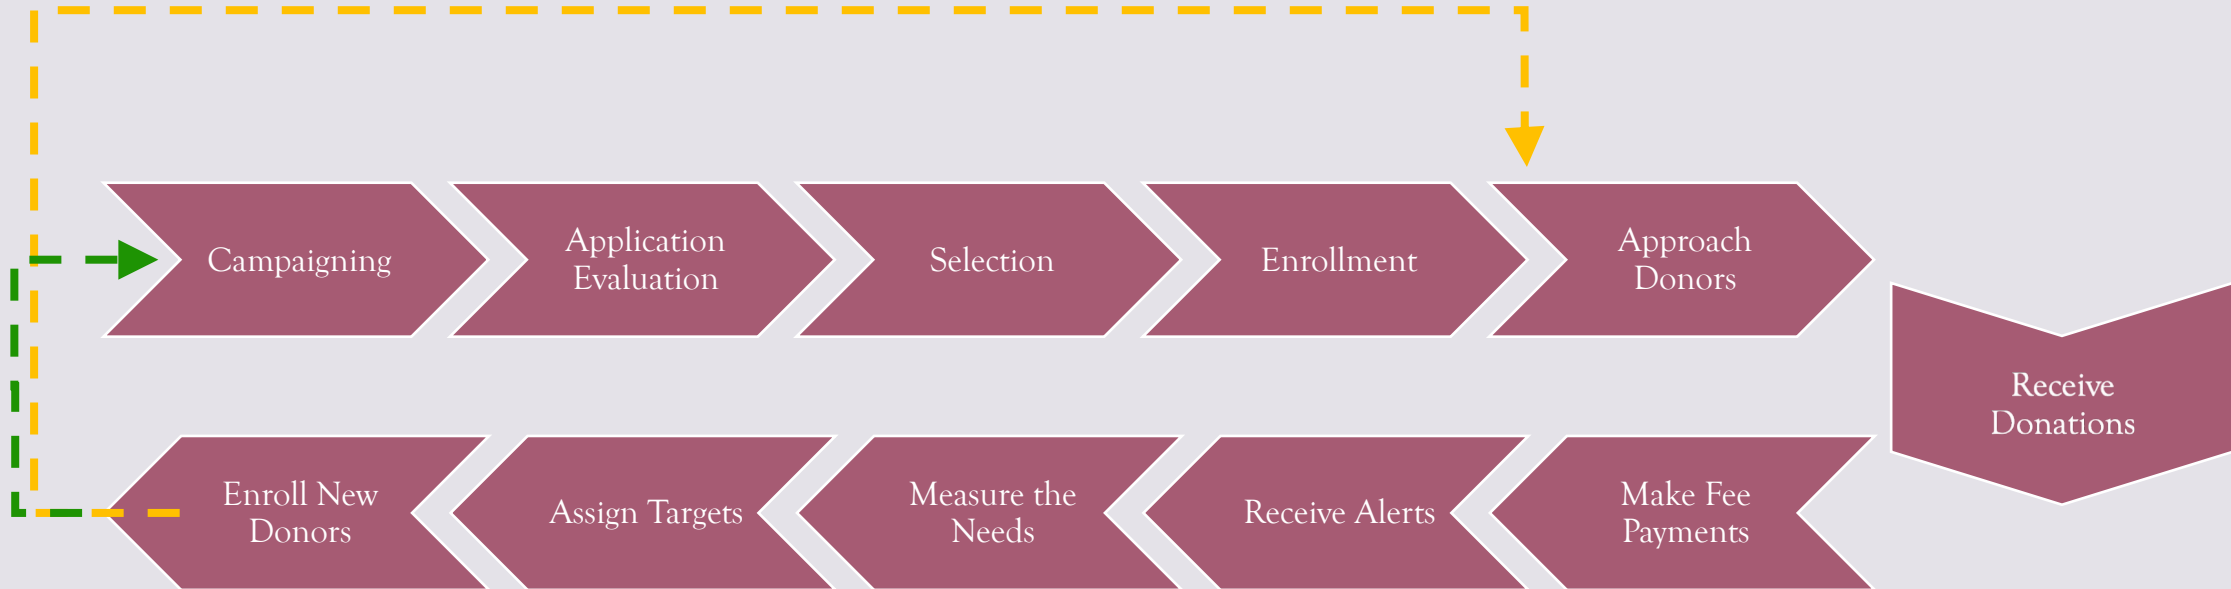 Campaigning
Application
Evaluation
Selection
Enrollment
Approach
Donors
Receive
Donations
Make Fee
Payments
Receive Alerts
Measure the
Needs
Assign Targets
Enroll New
Donors